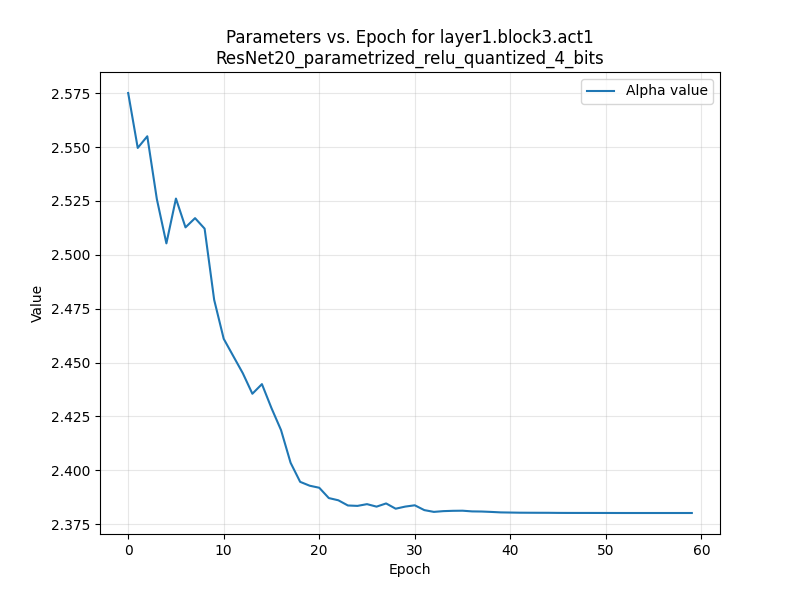 Parameters vs. Epoch for layer1.block3.act1
ResNet20_parametrized_relu_quantized_4_bits
Alpha value
2.575
2.550
2.525
2.500
2.475
2.450
2.425
2.400
2.375
Value
0 10 20 30 40 50 60
Epoch